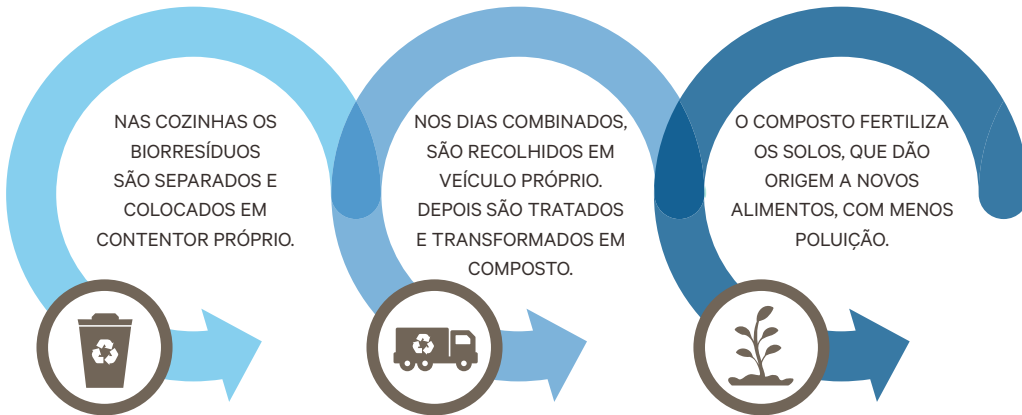 NAS COZINHAS OS
BIORRESÍDUOS
SÃO SEPARADOS E
COLOCADOS EM
CONTENTOR PRÓPRIO.
NOS DIAS COMBINADOS,
SÃO RECOLHIDOS EM
VEÍCULO PRÓPRIO.
DEPOIS SÃO TRATADOS
E TRANSFORMADOS EM
COMPOSTO.
O COMPOSTO FERTILIZA
OS SOLOS, QUE DÃO
ORIGEM A NOVOS
ALIMENTOS, COM MENOS
POLUIÇÃO.